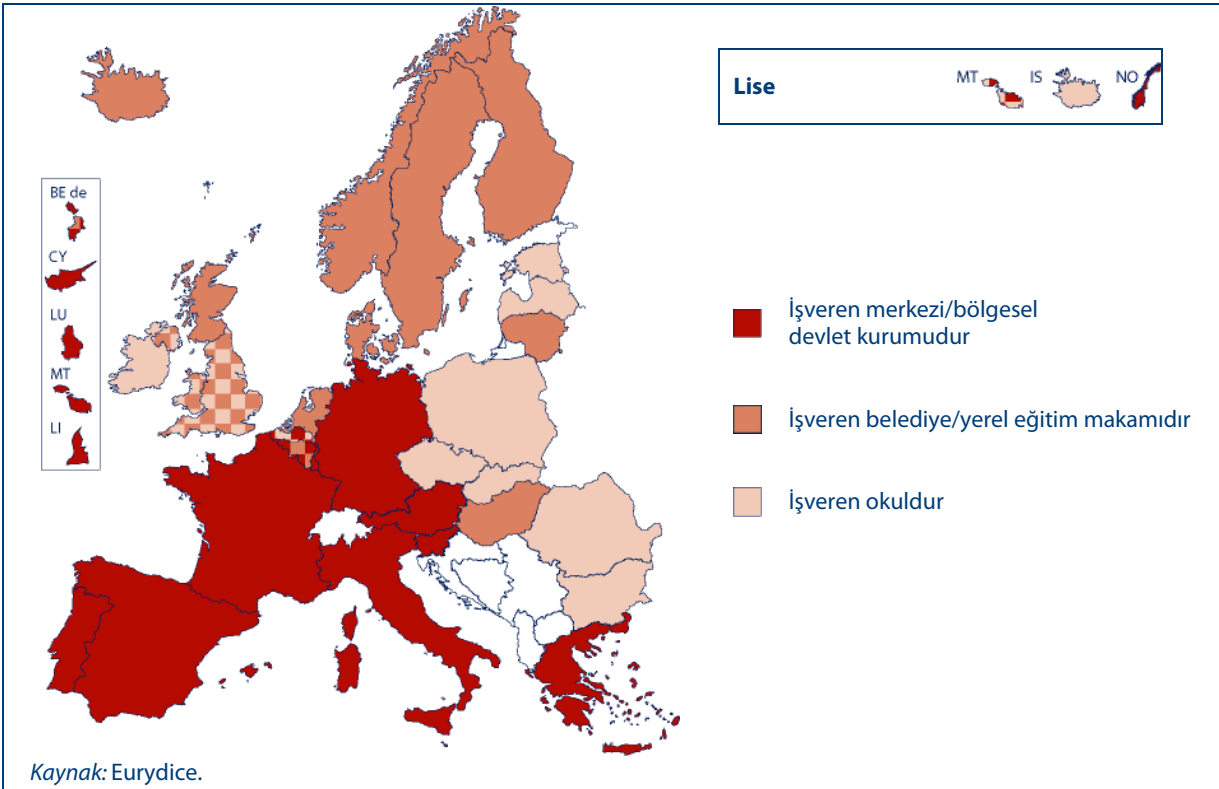 Lise
MT
IS
NO
BE de
CY
LU
MT
LI
İşveren merkezi/bölgesel
devlet kurumudur
İşveren belediye/yerel eğitim makamıdır
İşveren okuldur
Kaynak: Eurydice.